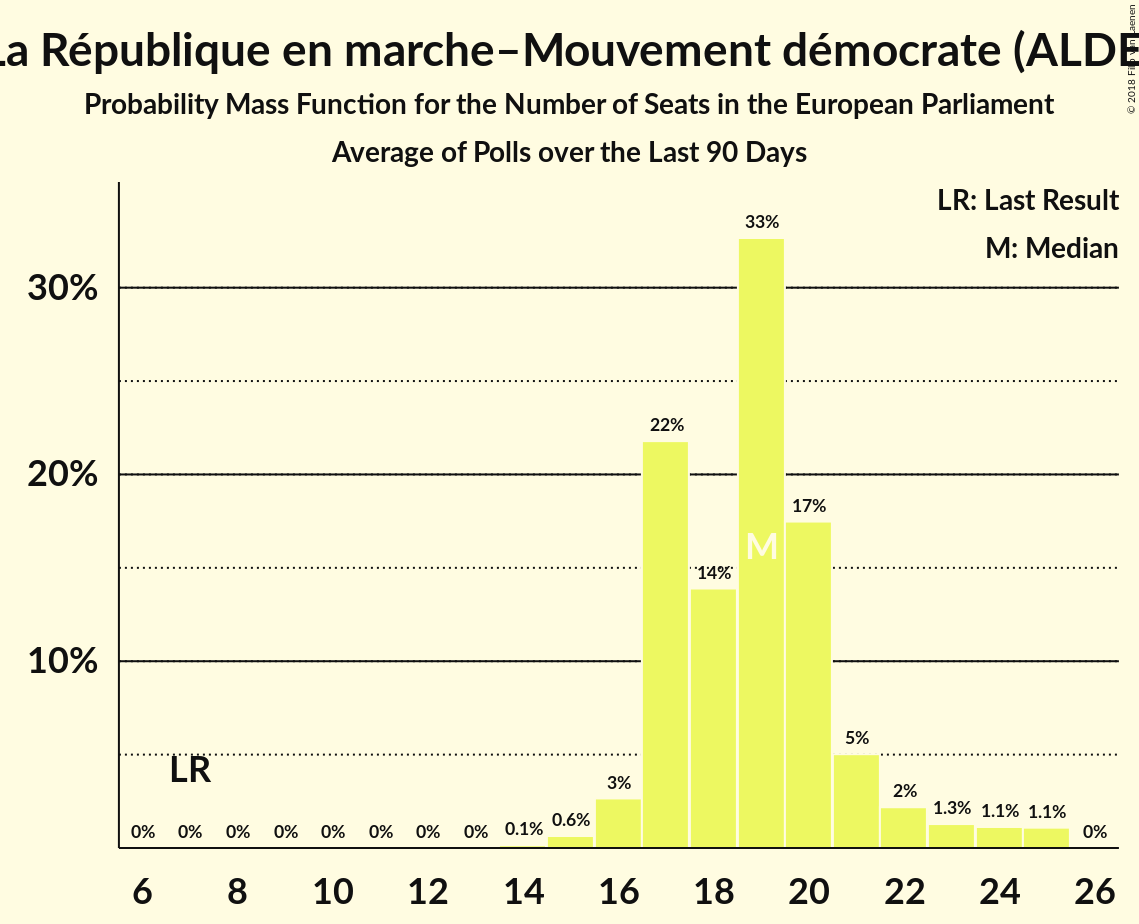 La République en marche–Mouvement démocrate (ALDE
Probability Mass Function for the Number of Seats in the European Parliament
Average of Polls over the Last 90 Days
© 2018
LR: Last Result
M: Median
33%
30%
22%
20%
17%
M
14%
10%
5%
LR
3%
2%
1.3%
1.1%
1.1%
0.6%
0.1%
0% 0% 0% 0% 0% 0% 0% 0% 0%
6 8 10 12 14 16 18 20 22 24 26